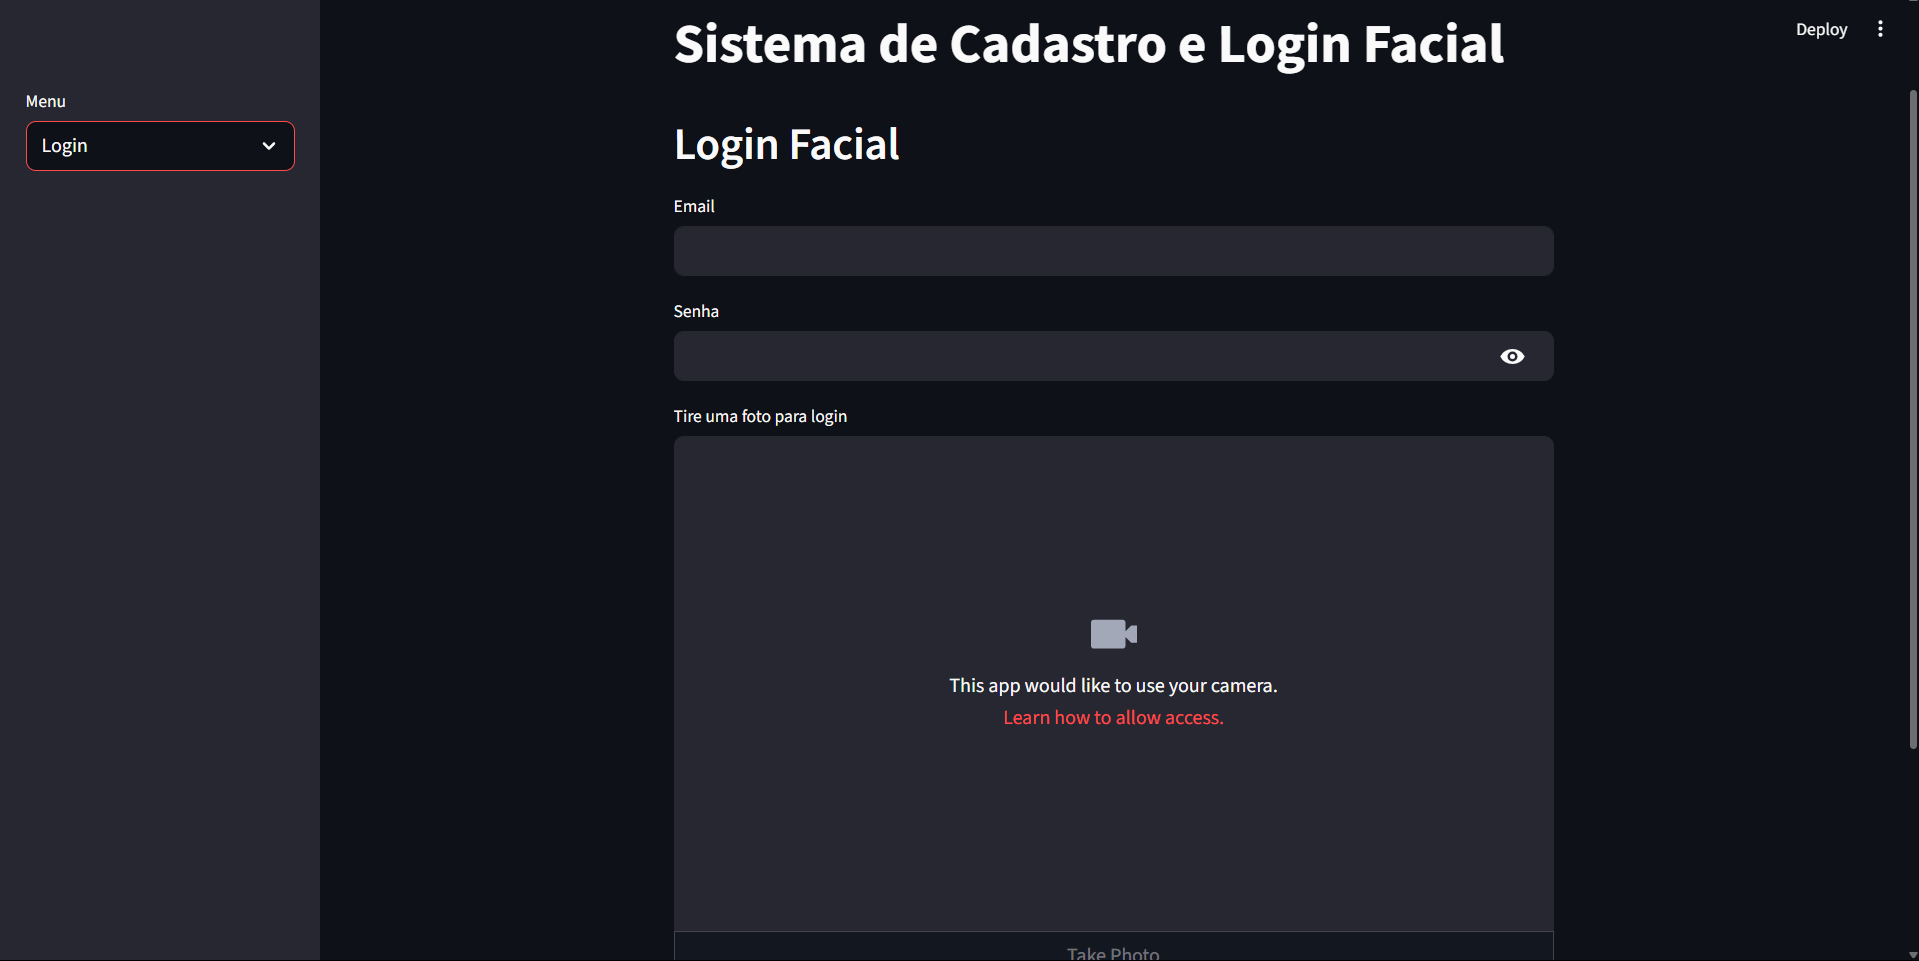 Deploy
Menu
Login
Sistema de Cadastro e Login Facial
Login Facial
Email
Senha
Tire uma foto para login
This app would like to use your camera.
Learn how to allow access.
Take Photo